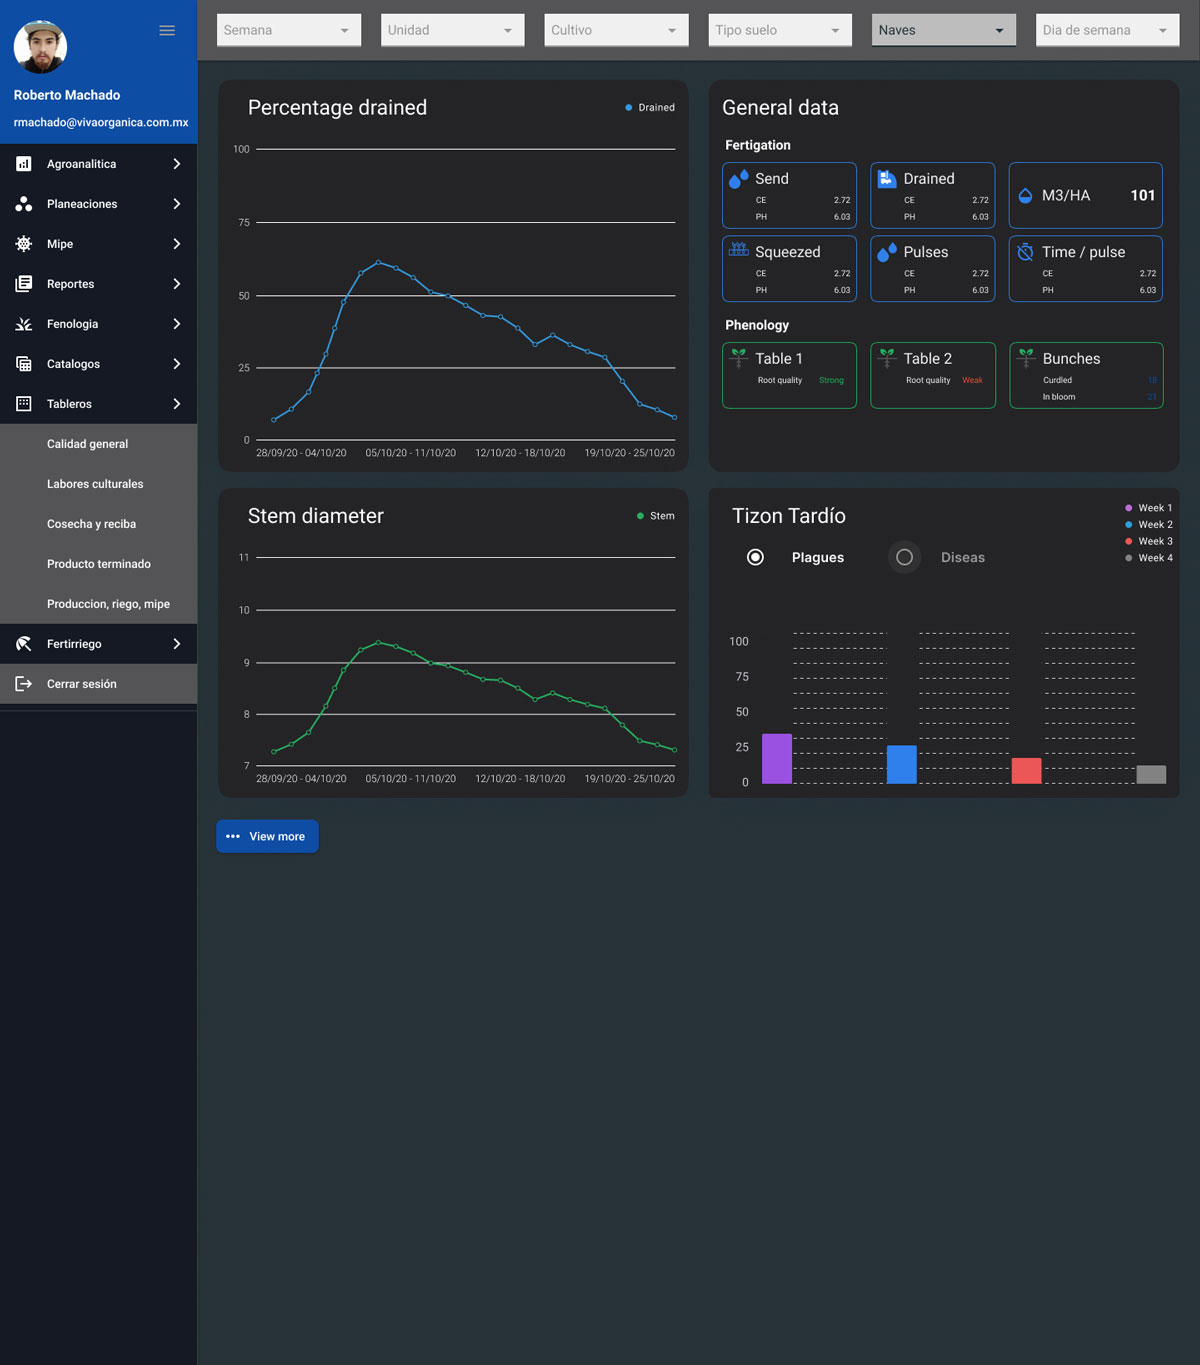 Roberto Machado
rmachado@vivaorganica.com.mx
Agroanalitica
Planeaciones
Mipe
Reportes
Fenologia
Catalogos
Tableros
Calidad general
Labores culturales
Cosecha y reciba
Producto terminado
Produccion, riego, mipe
Fertirriego
Cerrar sesión
Semana
Unidad
Cultivo
Tipo suelo
Naves
Dia de semana
Percentage drained
Drained
100
75
50
25
0
28/09/20 - 04/10/20 05/10/20 - 11/10/20 12/10/20 - 18/10/20 19/10/20 - 25/10/20
General data
Fertigation
Send
CE 2.72
PH 6.03
Drained
CE 2.72
PH 6.03
M3/HA 101
Squeezed
CE 2.72
PH 6.03
Pulses
CE 2.72
PH 6.03
Time / pulse
CE 2.72
PH 6.03
Phenology
Table 1
Root quality Strong
Table 2
Root quality Weak
Bunches
Curdled 18
In bloom 21
Stem diameter
Stem
11
10
9
8
7
28/09/20 - 04/10/20 05/10/20 - 11/10/20 12/10/20 - 18/10/20 19/10/20 - 25/10/20
Tizon Tardío
Week 1
Week 2
Week 3
Week 4
Plagues
Diseas
100
75
50
25
0
View more